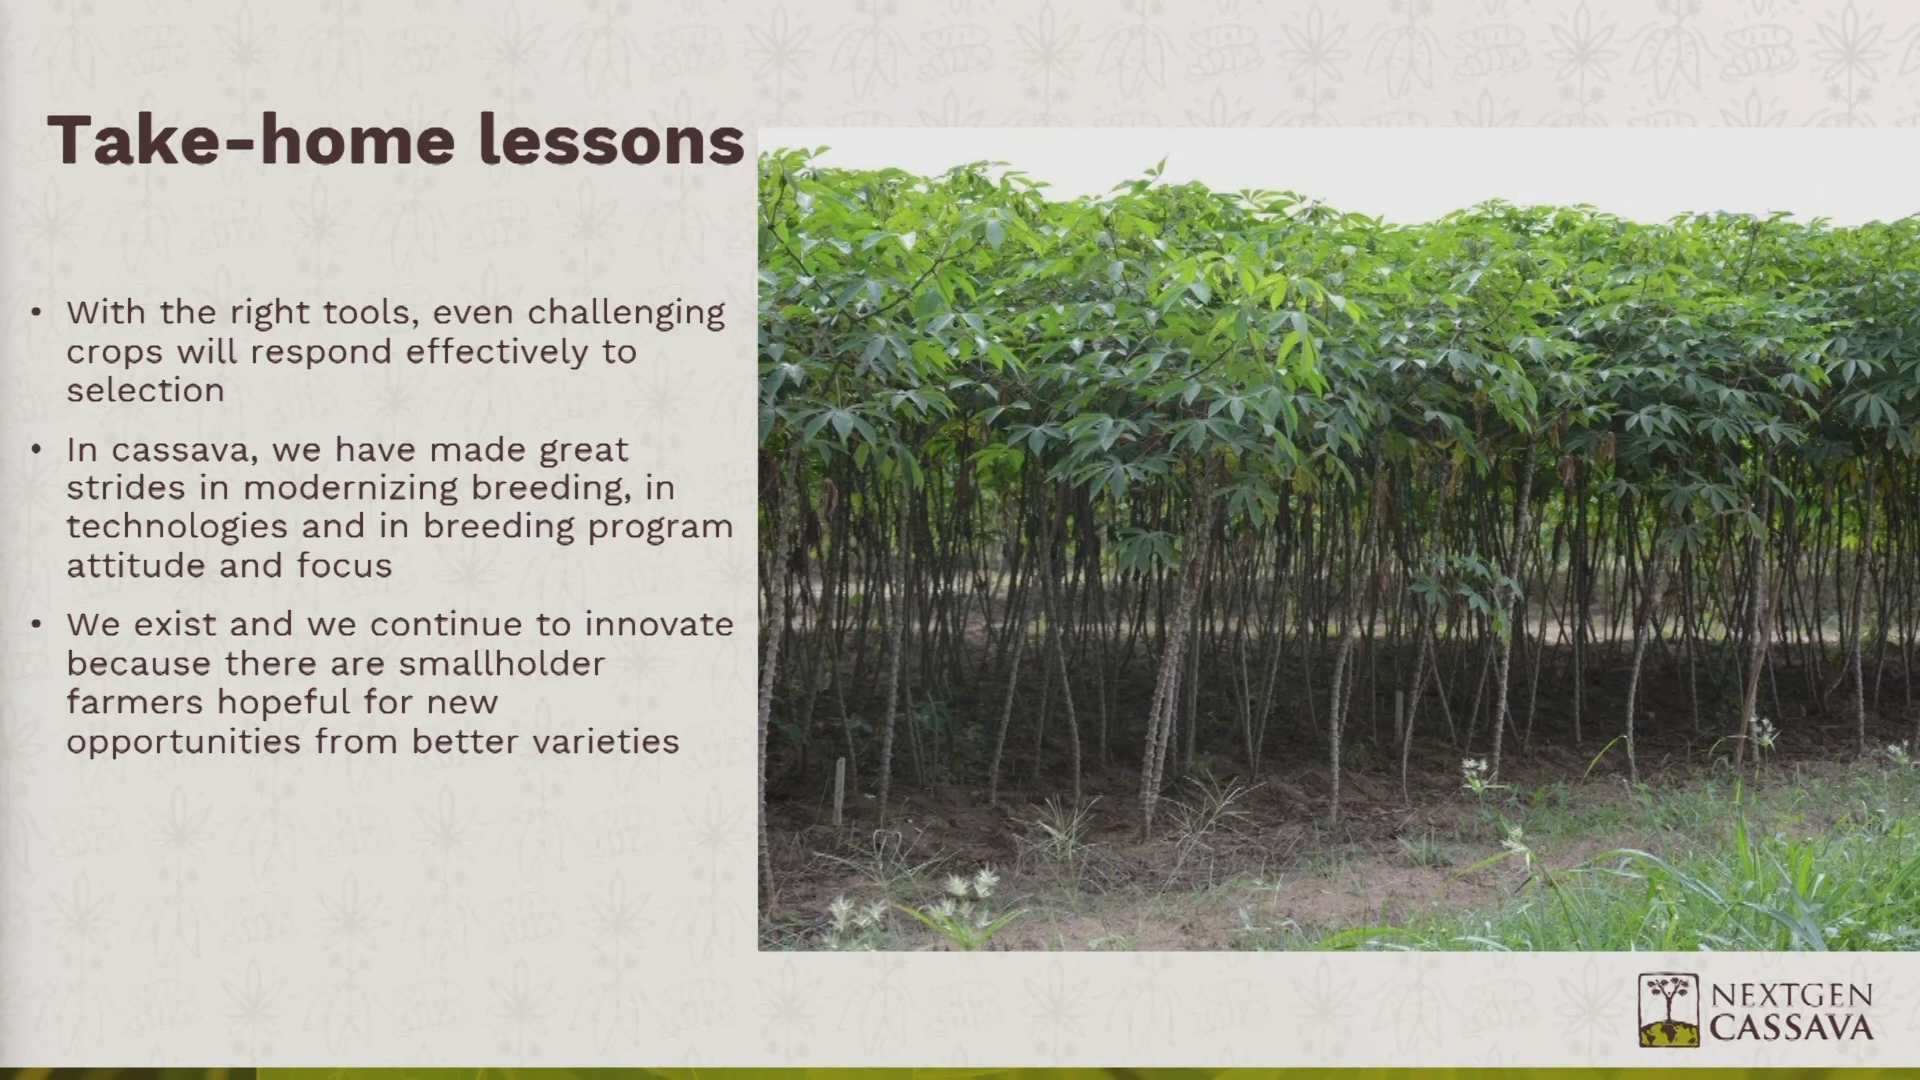 Take-home lessons
• With the right tools, even challenging
crops will respond effectively to
selection
• In cassava, we have made great
strides in modernizing breeding, in
technologies and in breeding program
attitude and focus
• We exist and we continue to innovate
because there are smallholder
farmers hopeful for new
opportunities from better varieties
NEXTGEN
CASSAVA